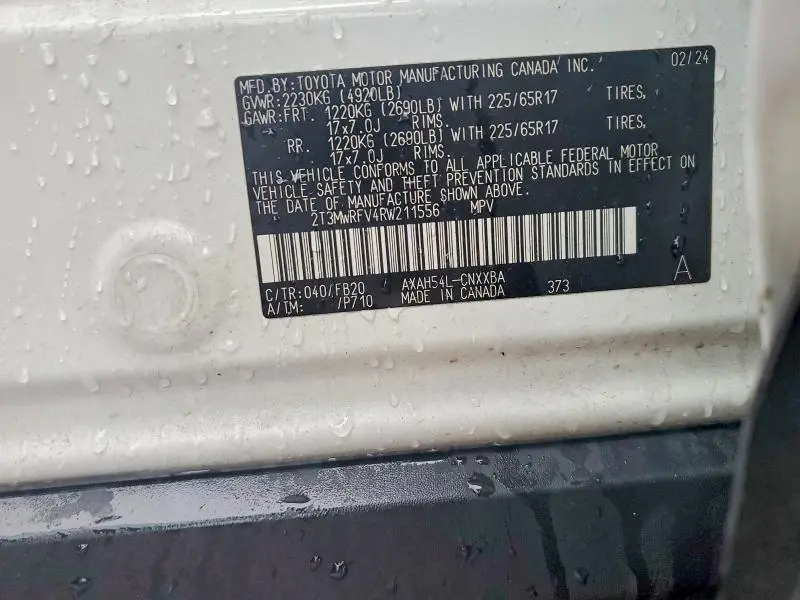 MFD.BY:TOYOTA MOTOR MANUFACTURING CANADA INC. 02/24
GVWR:2230KG (4920LB)
GAWR:FRT. 1220KG (2690LB) WITH 225/65R17 TIRES,
17x7.0J RIMS.
RR. 1220KG (2690LB) WITH 225/65R17 TIRES,
17x7.0J RIMS.
THIS VEHICLE CONFORMS TO ALL APPLICABLE FEDERAL MOTOR
VEHICLE SAFETY AND THEFT PREVENTION STANDARDS IN EFFECT ON
THE DATE OF MANUFACTURE SHOWN ABOVE.
2T3MWRFV4RW211556 MPV
C/TR:040/FB20 AXAH54L-CNXXBA A
A/TM: /P710 MADE IN CANADA 373